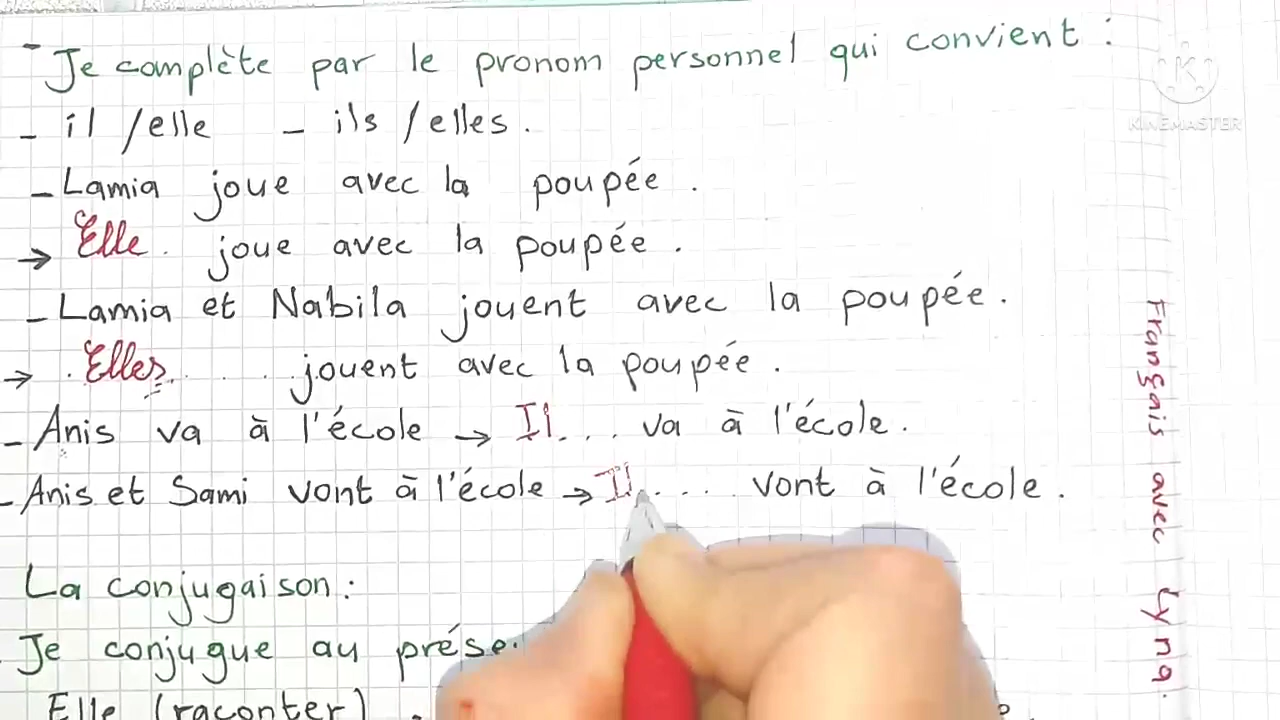 - Je complète par le pronom personnel qui convient :
- il / elle - ils / elles .
- Lamia joue avec la poupée .
→ Elle . joue avec la poupée .
- Lamia et Nabila jouent avec la poupée .
→ . Elles . . . . jouent avec la poupée .
- Anis va à l'école → Il . . . va à l'école .
- Anis et Sami vont à l'école → Il . . . . vont à l'école .
La conjugaison :
. Je conjugue au prése
Elle (raconter) .
KINEMASTER
Français avec Lyna .